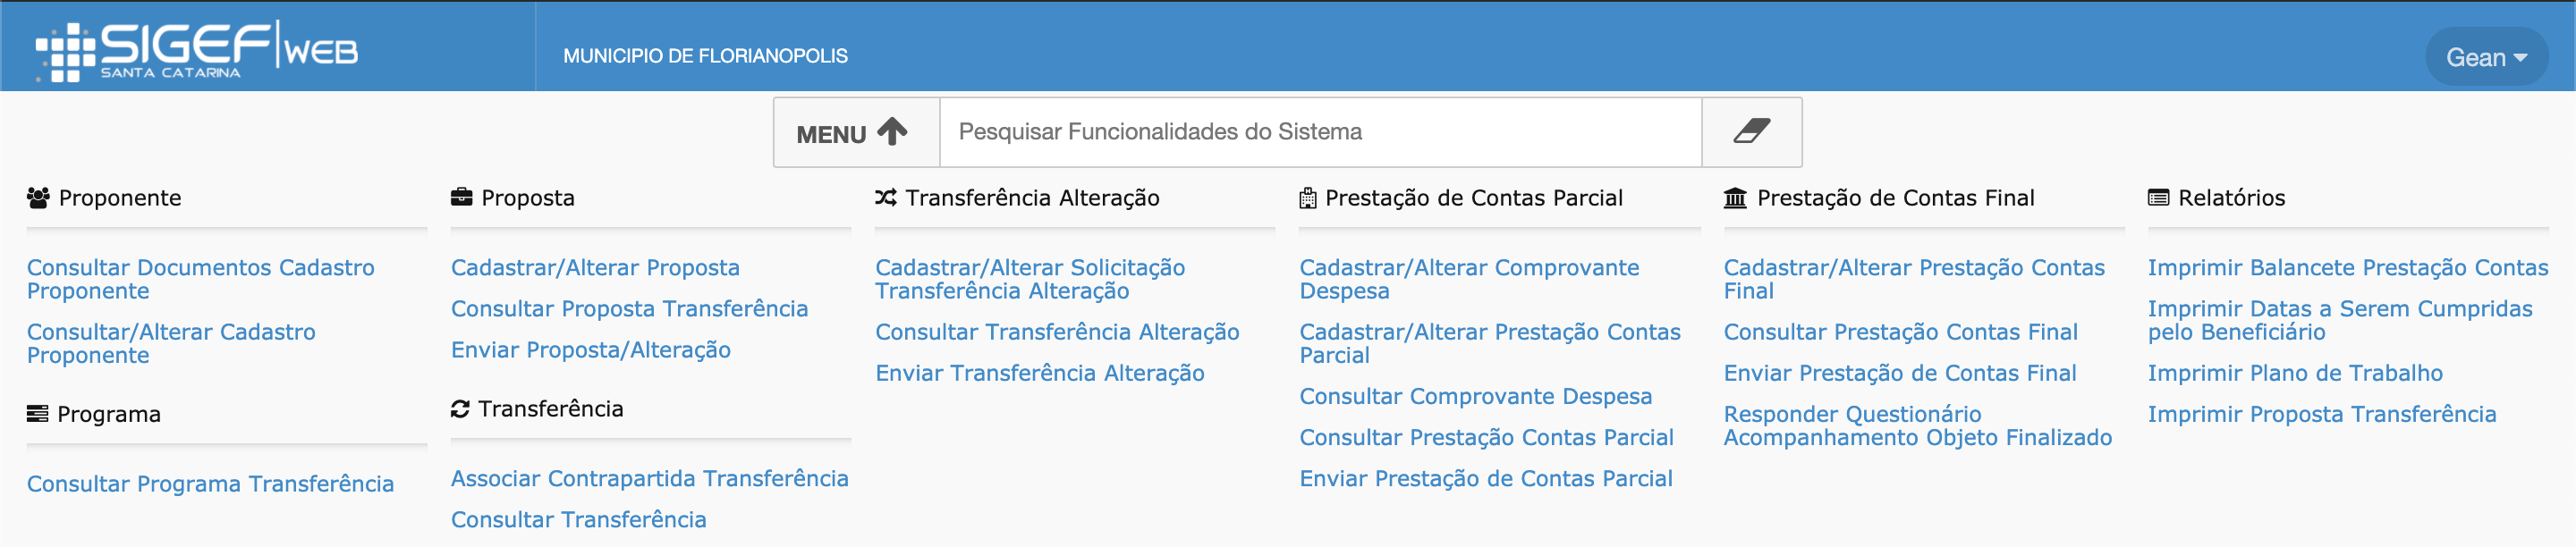 SIGEF WEB
SANTA CATARINA
MUNICIPIO DE FLORIANOPOLIS
Gean
MENU
Pesquisar Funcionalidades do Sistema
Proponente
Consultar Documentos Cadastro
Proponente
Consultar/Alterar Cadastro
Proponente
Programa
Consultar Programa Transferência
Proposta
Cadastrar/Alterar Proposta
Consultar Proposta Transferência
Enviar Proposta/Alteração
Transferência
Associar Contrapartida Transferência
Consultar Transferência
Transferência Alteração
Cadastrar/Alterar Solicitação
Transferência Alteração
Consultar Transferência Alteração
Enviar Transferência Alteração
Prestação de Contas Parcial
Cadastrar/Alterar Comprovante
Despesa
Cadastrar/Alterar Prestação Contas
Parcial
Consultar Comprovante Despesa
Consultar Prestação Contas Parcial
Enviar Prestação de Contas Parcial
Prestação de Contas Final
Cadastrar/Alterar Prestação Contas
Final
Consultar Prestação Contas Final
Enviar Prestação de Contas Final
Responder Questionário
Acompanhamento Objeto Finalizado
Relatórios
Imprimir Balancete Prestação Contas
Imprimir Datas a Serem Cumpridas
pelo Beneficiário
Imprimir Plano de Trabalho
Imprimir Proposta Transferência